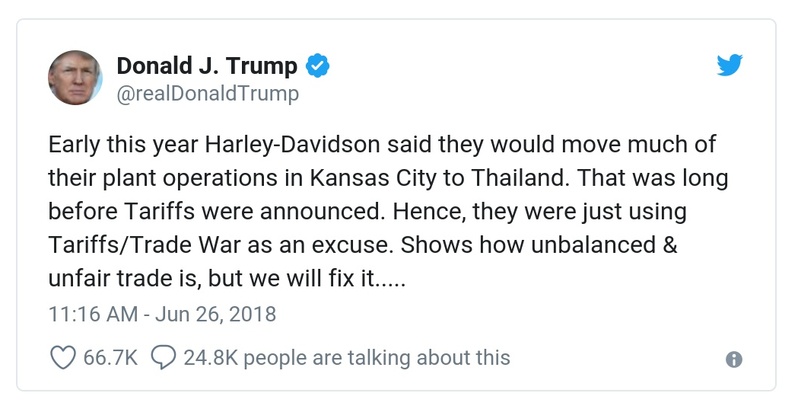 Donald J. Trump
@realDonaldTrump
Early this year Harley-Davidson said they would move much of
their plant operations in Kansas City to Thailand. That was long
before Tariffs were announced. Hence, they were just using
Tariffs/Trade War as an excuse. Shows how unbalanced &
unfair trade is, but we will fix it.....
11:16 AM - Jun 26, 2018
66.7K 24.8K people are talking about this